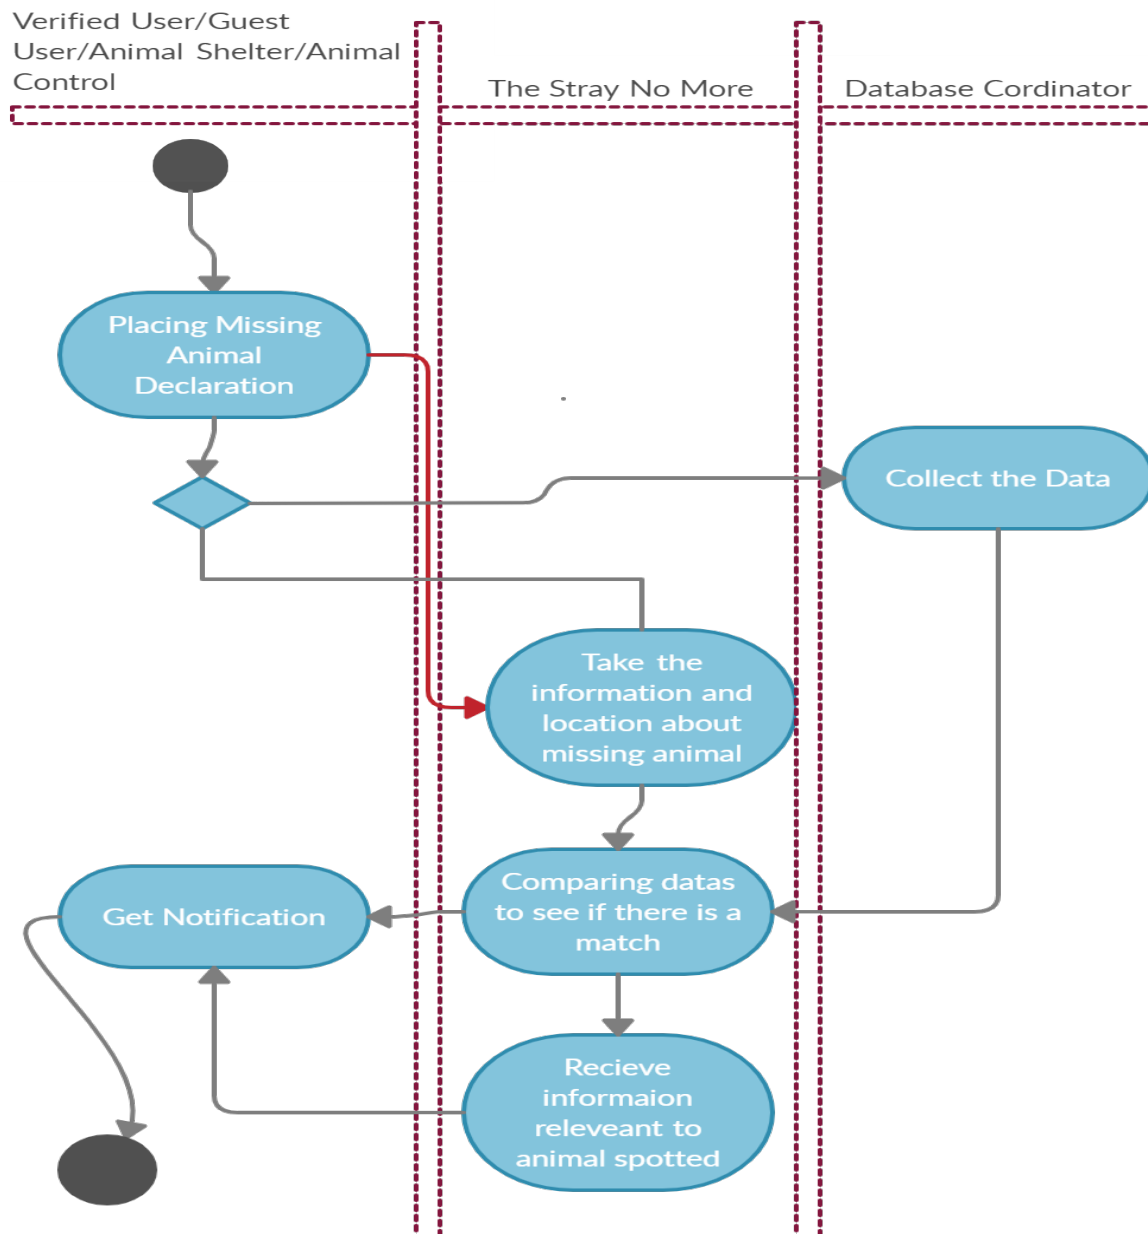 Verified User/Guest
User/Animal Shelter/Animal
Control
The Stray No More
Database Cordinator
Placing Missing
Animal
Declaration
Collect the Data
Take the
information and
location about
missing animal
Comparing datas
to see if there is a
match
Get Notification
Recieve
informaion
releveant to
animal spotted